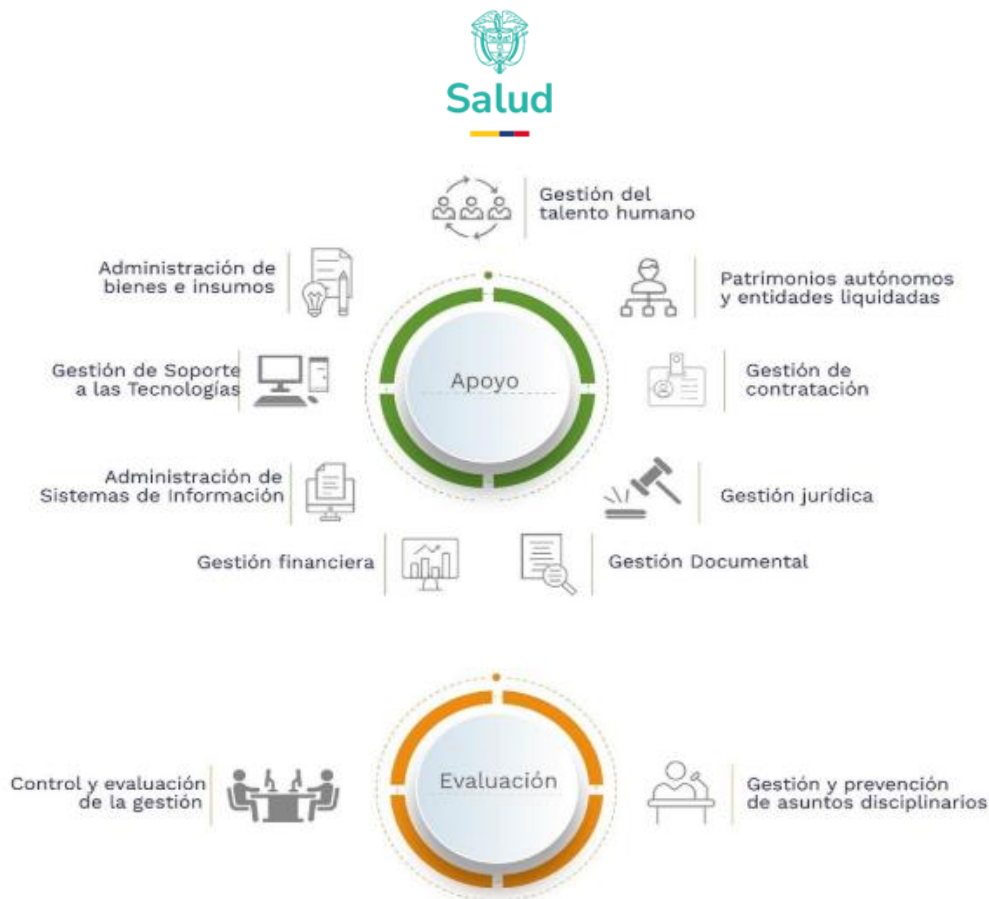 Salud
Gestión del
talento humano
Administración de
bienes e insumos
Patrimonios autónomos
y entidades liquidadas
Gestión de Soporte
a las Tecnologías
Apoyo
Gestión de
contratación
Administración de
Sistemas de Información
Gestión jurídica
Gestión financiera
Gestión Documental
Control y evaluación
de la gestión
Evaluación
Gestión y prevención
de asuntos disciplinarios